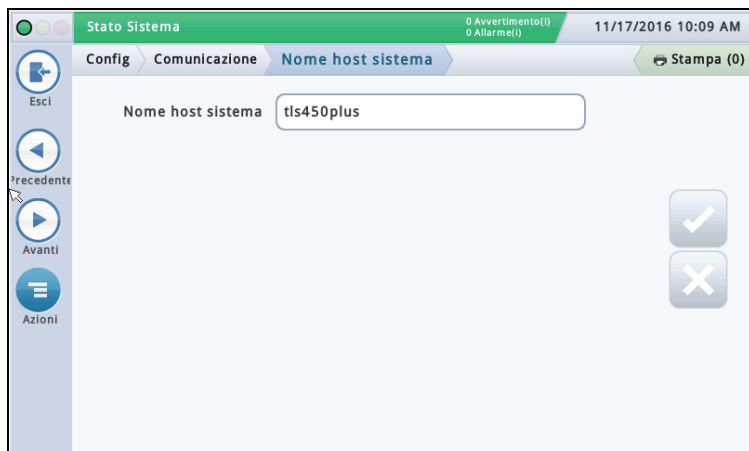 Stato Sistema
0 Avvertimento(i)
0 Allarme(i)
11/17/2016 10:09 AM
Config
Comunicazione
Nome host sistema
Stampa (0)
Esci
Nome host sistema
tls450plus
Precedente
Avanti
Azioni